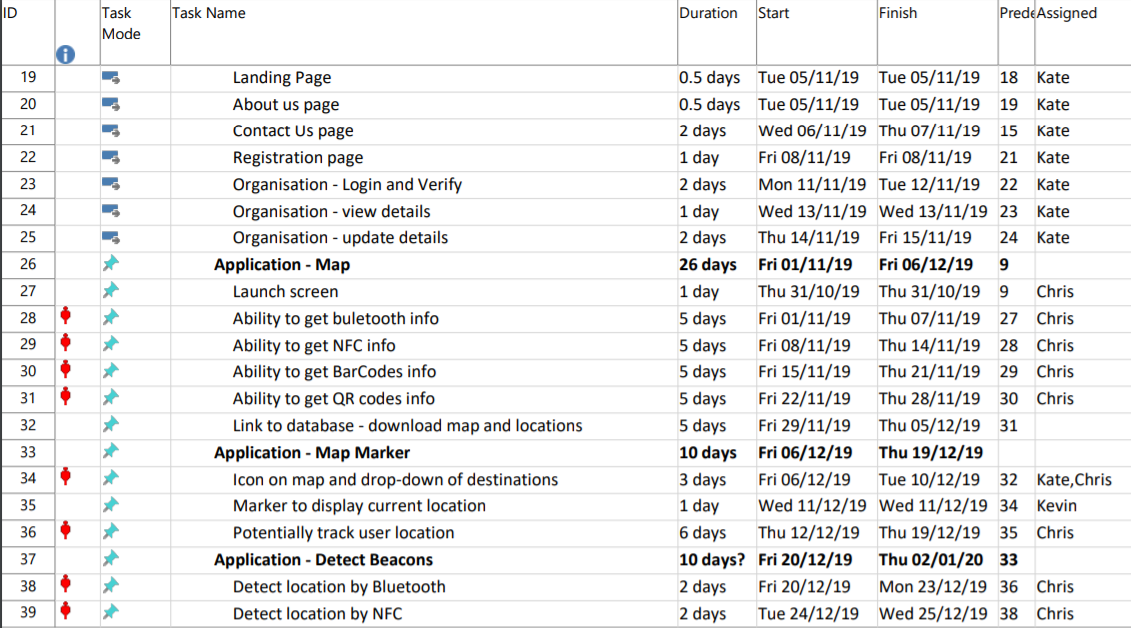 ID Task Mode Task Name Duration Start Finish Prede Assigned
19 Landing Page 0.5 days Tue 05/11/19 Tue 05/11/19 18 Kate
20 About us page 0.5 days Tue 05/11/19 Tue 05/11/19 19 Kate
21 Contact Us page 2 days Wed 06/11/19 Thu 07/11/19 15 Kate
22 Registration page 1 day Fri 08/11/19 Fri 08/11/19 21 Kate
23 Organisation - Login and Verify 2 days Mon 11/11/19 Tue 12/11/19 22 Kate
24 Organisation - view details 1 day Wed 13/11/19 Wed 13/11/19 23 Kate
25 Organisation - update details 2 days Thu 14/11/19 Fri 15/11/19 24 Kate
26 Application - Map 26 days Fri 01/11/19 Fri 06/12/19 9
27 Launch screen 1 day Thu 31/10/19 Thu 31/10/19 9 Chris
28 Ability to get buletooth info 5 days Fri 01/11/19 Thu 07/11/19 27 Chris
29 Ability to get NFC info 5 days Fri 08/11/19 Thu 14/11/19 28 Chris
30 Ability to get BarCodes info 5 days Fri 15/11/19 Thu 21/11/19 29 Chris
31 Ability to get QR codes info 5 days Fri 22/11/19 Thu 28/11/19 30 Chris
32 Link to database - download map and locations 5 days Fri 29/11/19 Thu 05/12/19 31
33 Application - Map Marker 10 days Fri 06/12/19 Thu 19/12/19
34 Icon on map and drop-down of destinations 3 days Fri 06/12/19 Tue 10/12/19 32 Kate,Chris
35 Marker to display current location 1 day Wed 11/12/19 Wed 11/12/19 34 Kevin
36 Potentially track user location 6 days Thu 12/12/19 Thu 19/12/19 35 Chris
37 Application - Detect Beacons 10 days? Fri 20/12/19 Thu 02/01/20 33
38 Detect location by Bluetooth 2 days Fri 20/12/19 Mon 23/12/19 36 Chris
39 Detect location by NFC 2 days Tue 24/12/19 Wed 25/12/19 38 Chris